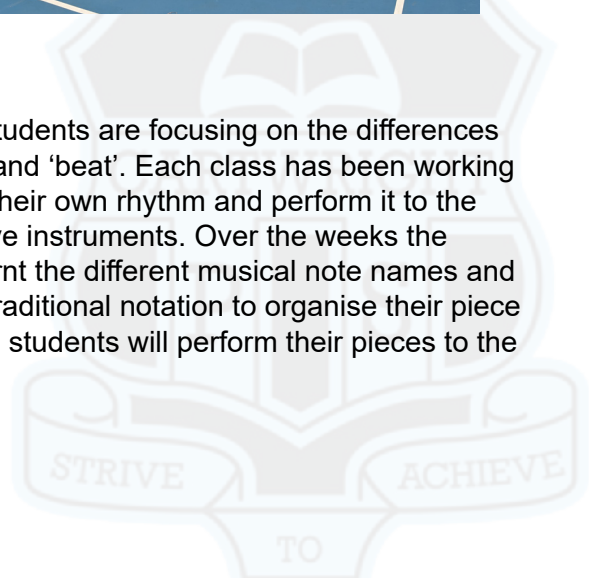 tudents are focusing on the differences
and ‘beat’. Each class has been working
heir own rhythm and perform it to the
ve instruments. Over the weeks the
rnt the different musical note names and
raditional notation to organise their piece
students will perform their pieces to the
CARTWRIGHT
P S
STRIVE
ACHIEVE
TO